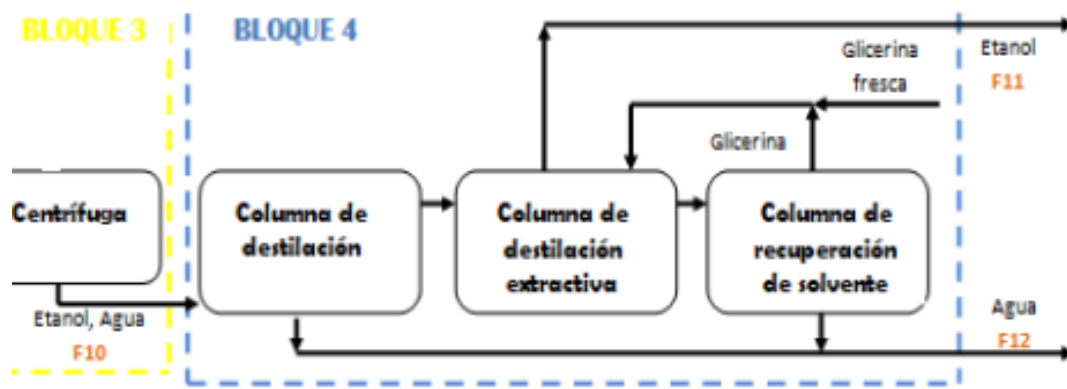 BLOQUE 3
BLOQUE 4
Etanol
F11
Glicerina
fresca
Glicerina
Centrífuga
Columna de
destilación
Columna de
destilación
extractiva
Columna de
recuperación
de solvente
Etanol, Agua
F10
Agua
F12